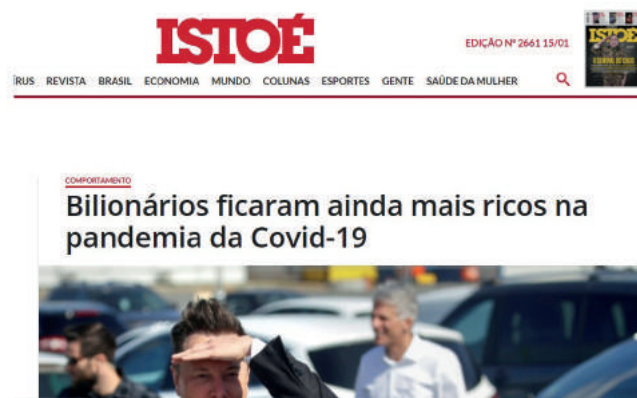 ISTOÉ
EDIÇÃO Nº 2661 15/01
ISTOÉ
ÍRUS REVISTA BRASIL ECONOMIA MUNDO COLUNAS ESPORTES GENTE SAÚDE DA MULHER
COMPORTAMENTO
Bilionários ficaram ainda mais ricos na
pandemia da Covid-19